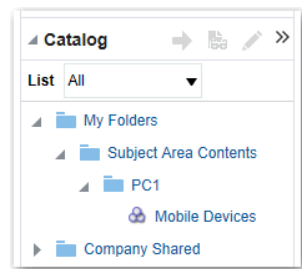 Catalog
List All
My Folders
Subject Area Contents
PC1
Mobile Devices
Company Shared